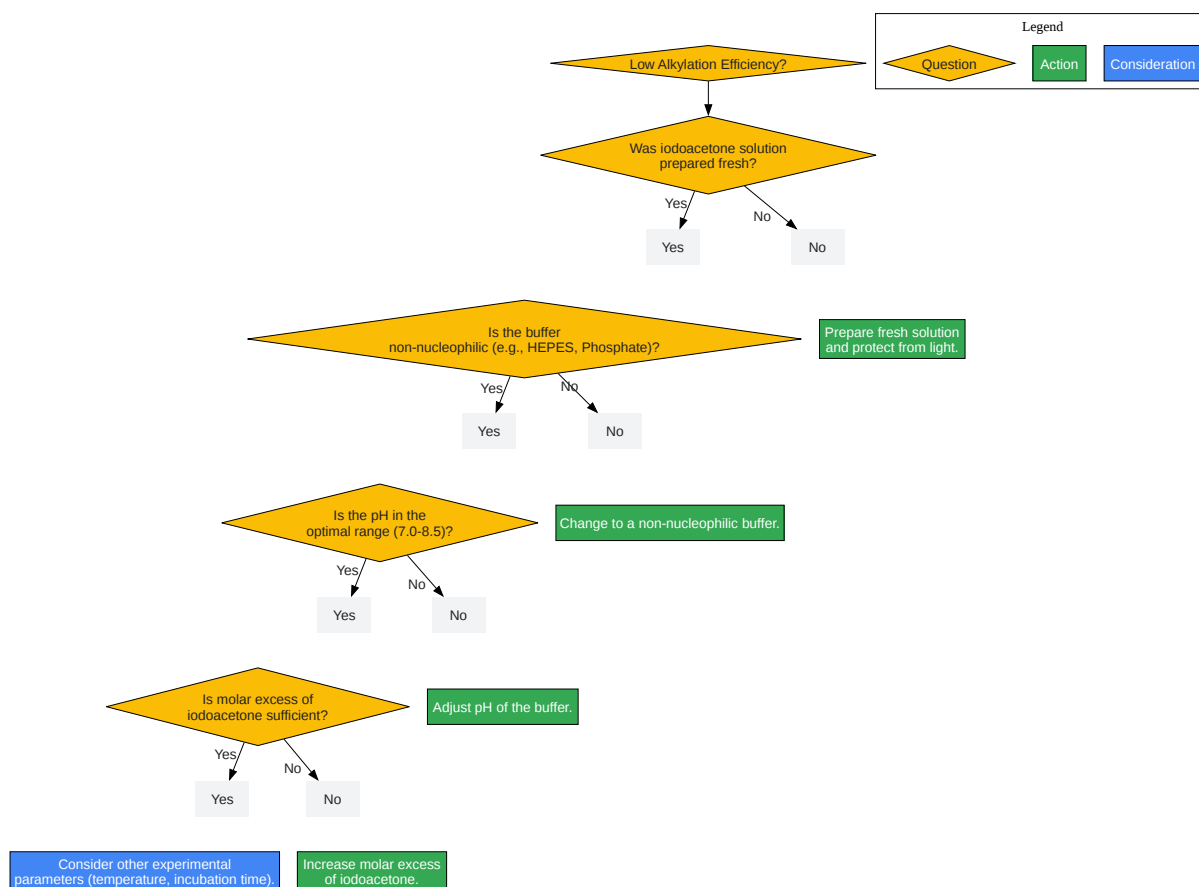 Legend
Low Alkylation Efficiency?
Question
Action
Consideration
Was iodoacetone solution
prepared fresh?
Yes
No
Yes
No
Is the buffer
non-nucleophilic (e.g., HEPES, Phosphate)?
Prepare fresh solution
and protect from light.
Yes
No
Yes
No
Is the pH in the
optimal range (7.0-8.5)?
Change to a non-nucleophilic buffer.
Yes
No
Yes
No
Is molar excess of
iodoacetone sufficient?
Adjust pH of the buffer.
Yes
No
Yes
No
Consider other experimental
parameters (temperature, incubation time).
Increase molar excess
of iodoacetone.